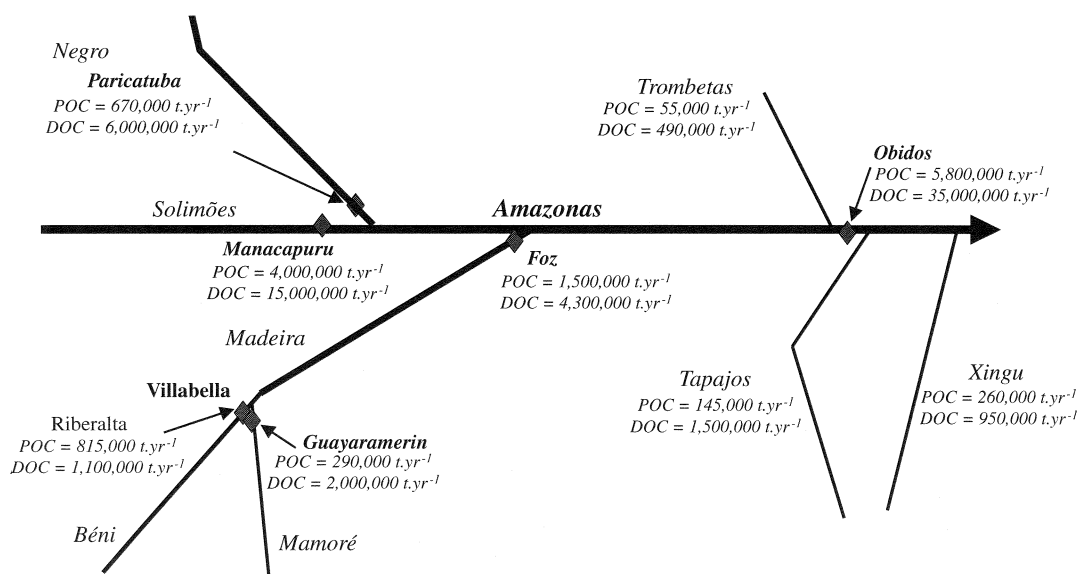 Negro
Paricatuba
POC = 670,000 t.yr-1
DOC = 6,000,000 t.yr-1
Trombetas
POC = 55,000 t.yr-1
DOC = 490,000 t.yr-1
Obidos
POC = 5,800,000 t.yr-1
DOC = 35,000,000 t.yr-1
Solimões
Amazonas
Manacapuru
POC = 4,000,000 t.yr-1
DOC = 15,000,000 t.yr-1
Foz
POC = 1,500,000 t.yr-1
DOC = 4,300,000 t.yr-1
Madeira
Villabella
Riberalta
POC = 815,000 t.yr-1
DOC = 1,100,000 t.yr-1
Guayaramerin
POC = 290,000 t.yr-1
DOC = 2,000,000 t.yr-1
Béni
Mamoré
Tapajos
POC = 145,000 t.yr-1
DOC = 1,500,000 t.yr-1
Xingu
POC = 260,000 t.yr-1
DOC = 950,000 t.yr-1